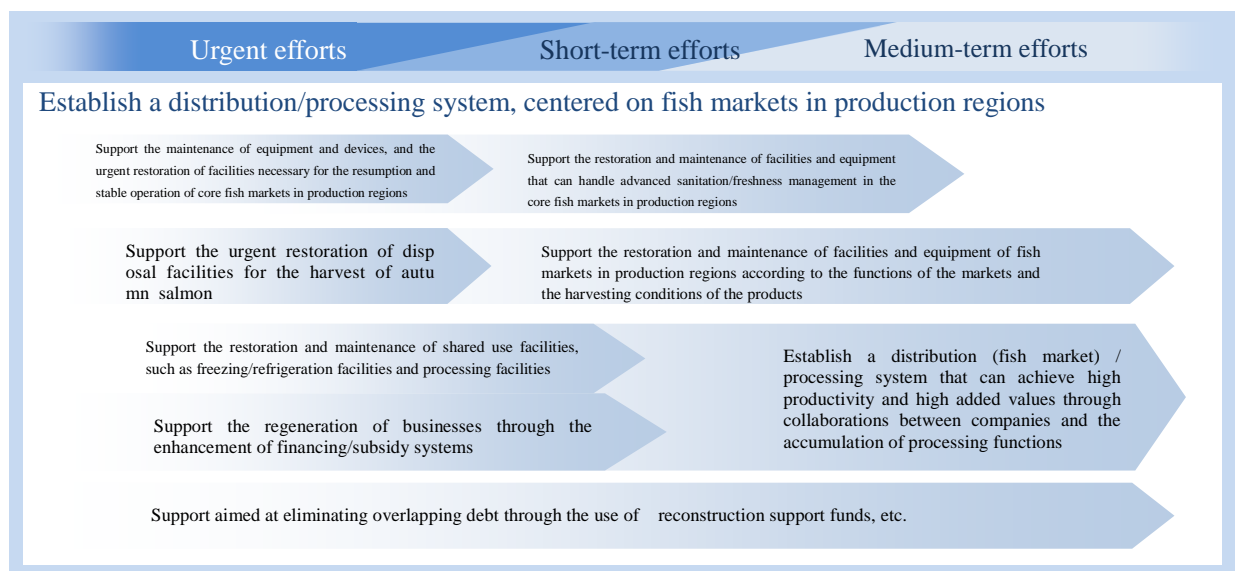 Urgent efforts
Short-term efforts
Medium-term efforts
Establish a distribution/processing system, centered on fish markets in production regions
Support the maintenance of equipment and devices, and the
urgent restoration of facilities necessary for the resumption and
stable operation of core fish markets in production regions
Support the restoration and maintenance of facilities and equipment
that can handle advanced sanitation/freshness management in the
core fish markets in production regions
Support the urgent restoration of disp
osal facilities for the harvest of autu
mn salmon
Support the restoration and maintenance of facilities and equipment of fish
markets in production regions according to the functions of the markets and
the harvesting conditions of the products
Support the restoration and maintenance of shared use facilities,
such as freezing/refrigeration facilities and processing facilities
Support the regeneration of businesses through the
enhancement of financing/subsidy systems
Establish a distribution (fish market) /
processing system that can achieve high
productivity and high added values through
collaborations between companies and the
accumulation of processing functions
Support aimed at eliminating overlapping debt through the use of reconstruction support funds, etc.